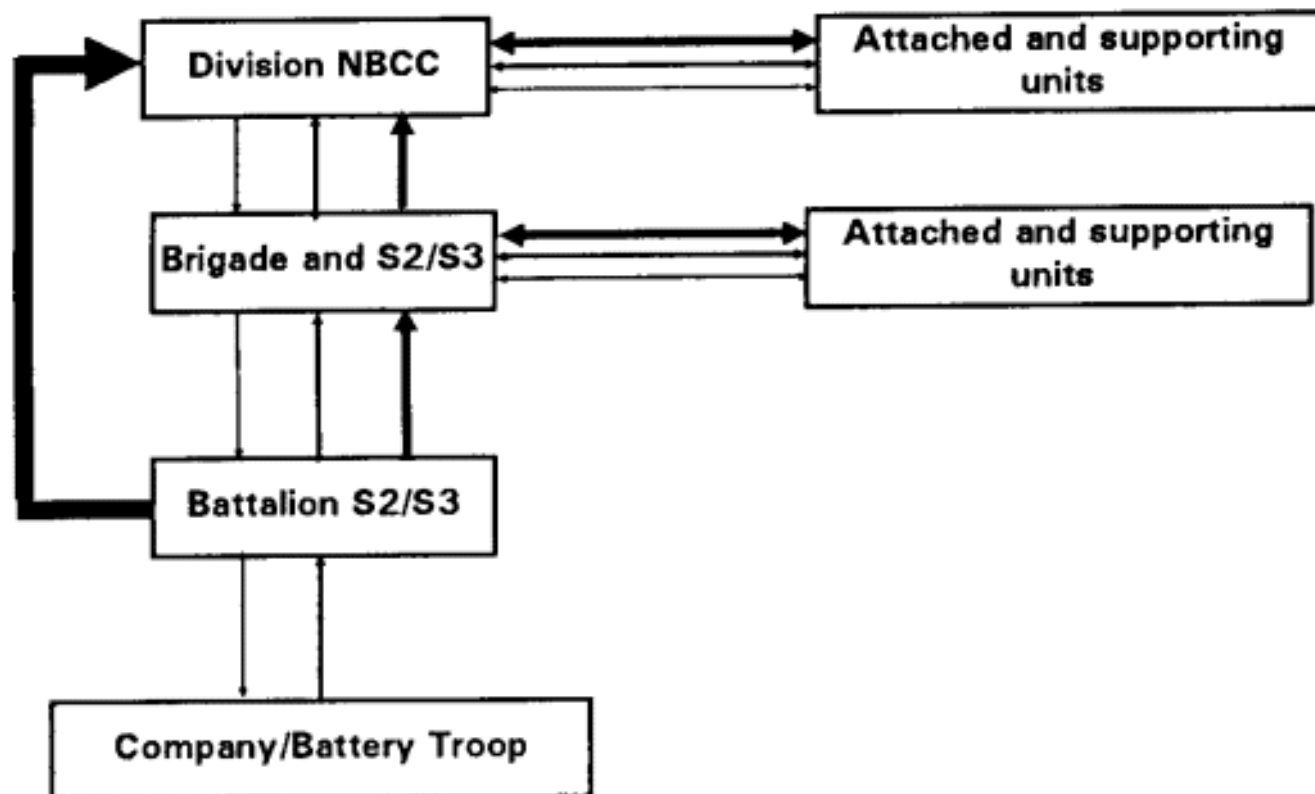 Division NBCC
Attached and supporting
units
Brigade and S2/S3
Attached and supporting
units
Battalion S2/S3
Company/Battery Troop